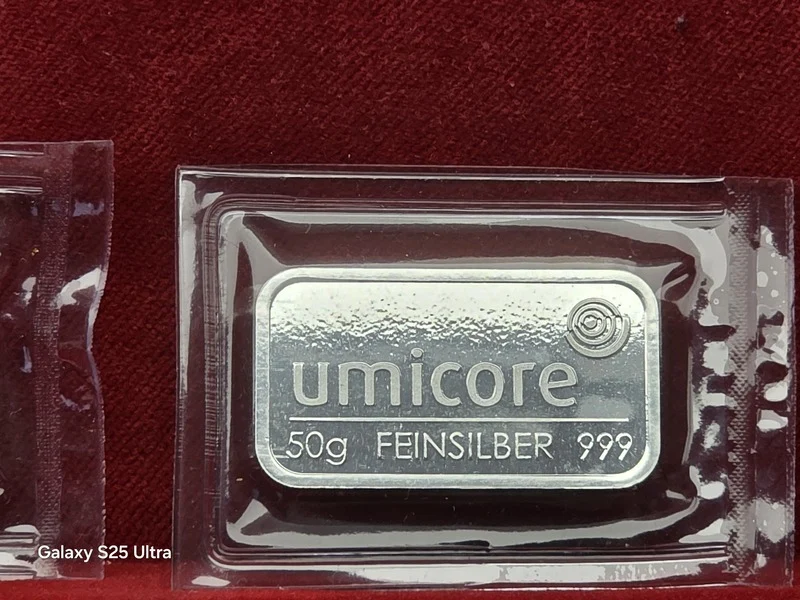 umicore
50g FEINSILBER 999
Galaxy S25 Ultra